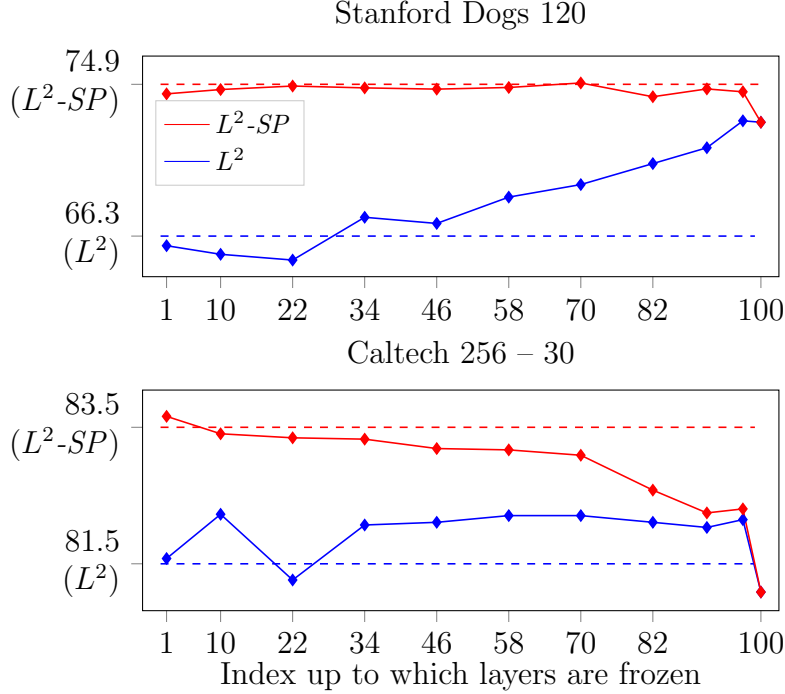 Stanford Dogs 120
74.9
(L²-SP)
L²-SP
L²
66.3
(L²)
1 10 22 34 46 58 70 82 100
Caltech 256 – 30
83.5
(L²-SP)
81.5
(L²)
1 10 22 34 46 58 70 82 100
Index up to which layers are frozen